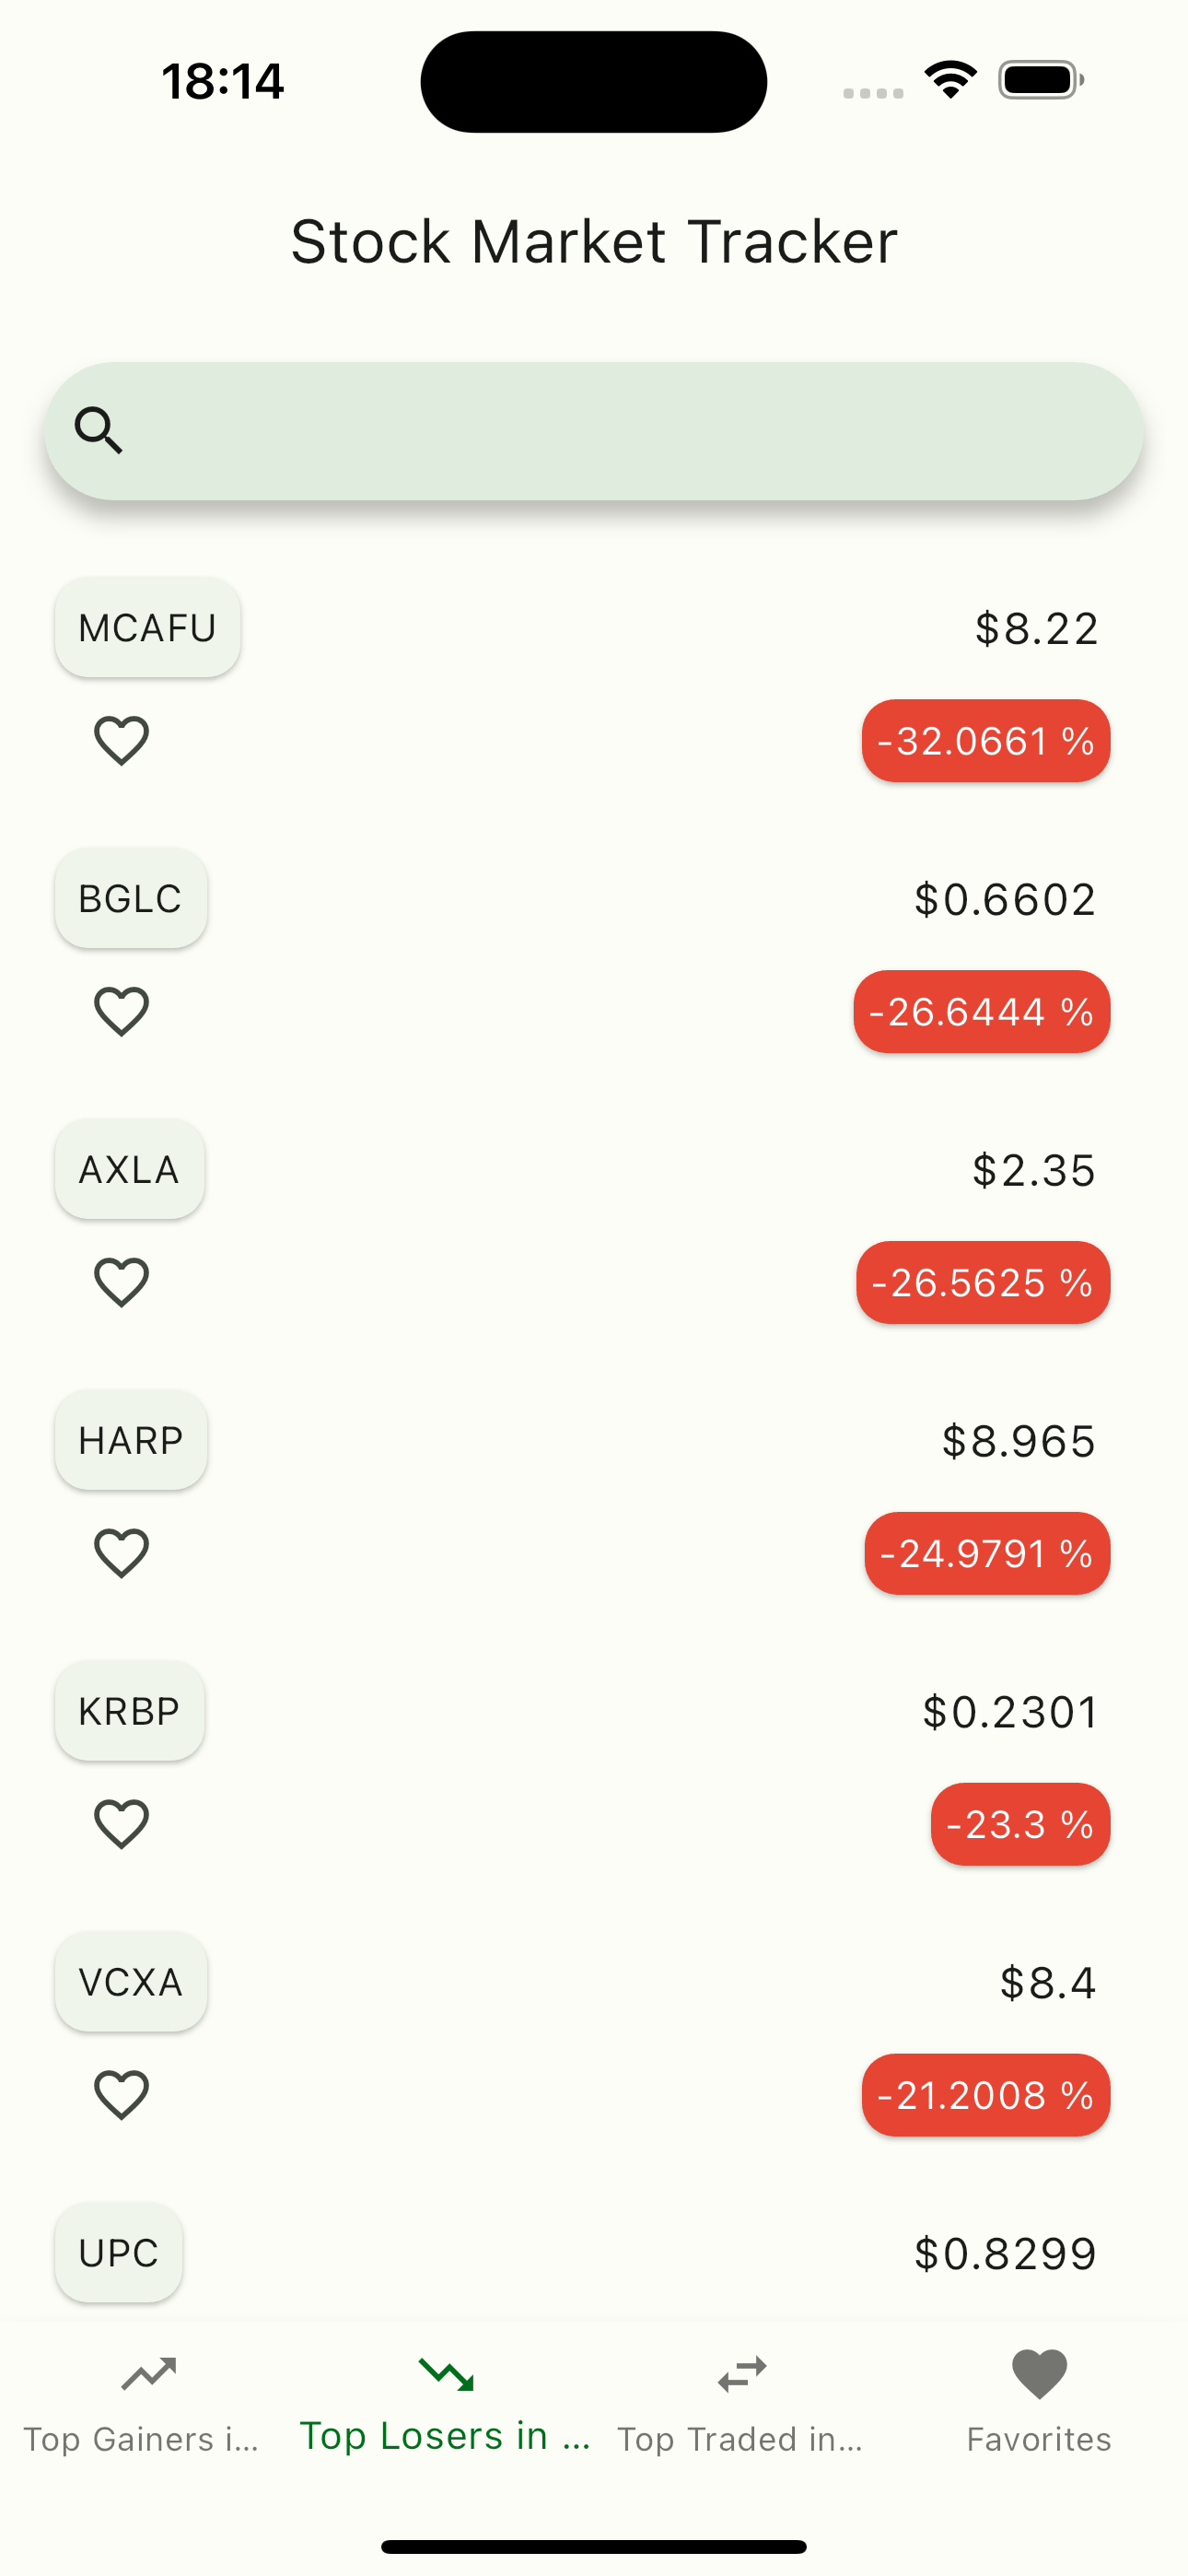 18:14
Stock Market Tracker
MCAFU $8.22
-32.0661 %
BGLC $0.6602
-26.6444 %
AXLA $2.35
-26.5625 %
HARP $8.965
-24.9791 %
KRBP $0.2301
-23.3 %
VCXA $8.4
-21.2008 %
UPC $0.8299
Top Gainers i... Top Losers in ... Top Traded in... Favorites